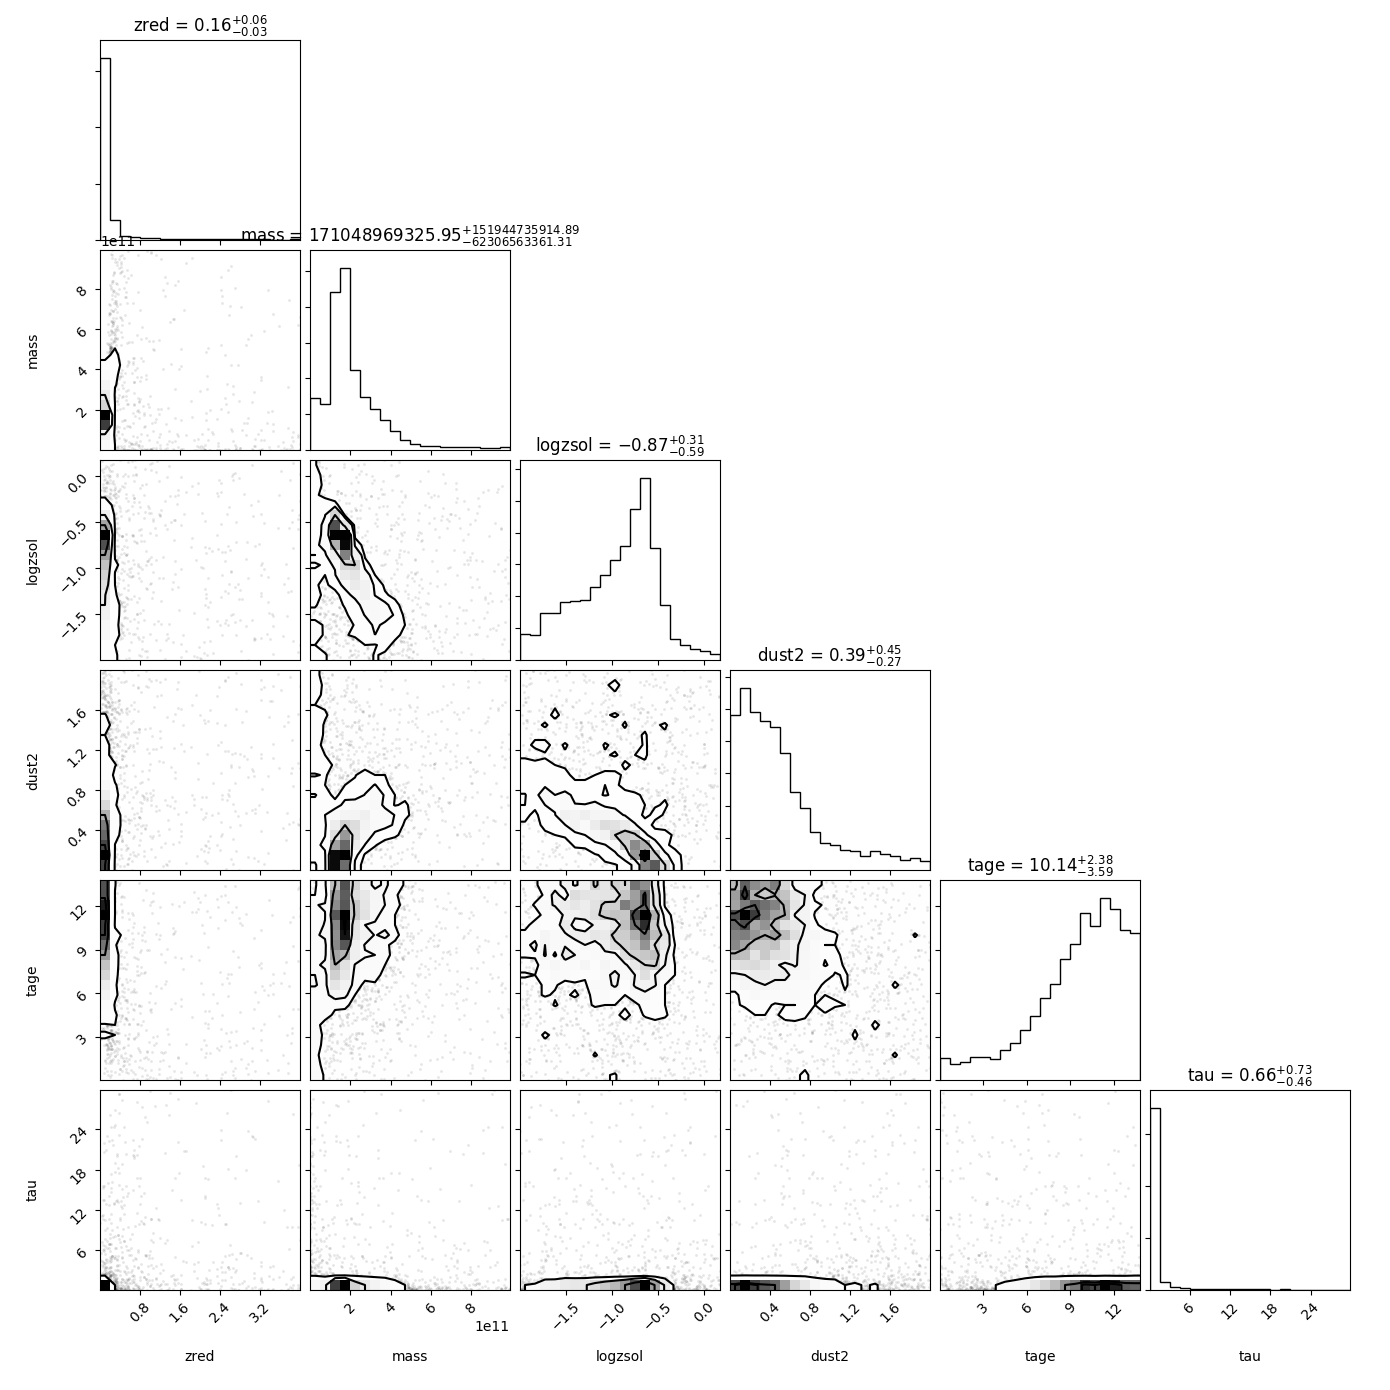 zred = 0.16+0.06−0.03
1e11
mass = 171048969325.95+151944735914.89−62306563361.31
mass
8
6
4
2
logzsol = −0.87+0.31−0.59
logzsol
0.0
−0.5
−1.0
−1.5
dust2 = 0.39+0.45−0.27
dust2
1.6
1.2
0.8
0.4
tage = 10.14+2.38−3.59
tage
12
9
6
3
tau = 0.66+0.73−0.46
tau
24
18
12
6
0.8 1.6 2.4 3.2 2 4 6 8 −1.5 −1.0 −0.5 0.0 0.4 0.8 1.2 1.6 3 6 9 12 6 12 18 24
1e11
zred mass logzsol dust2 tage tau